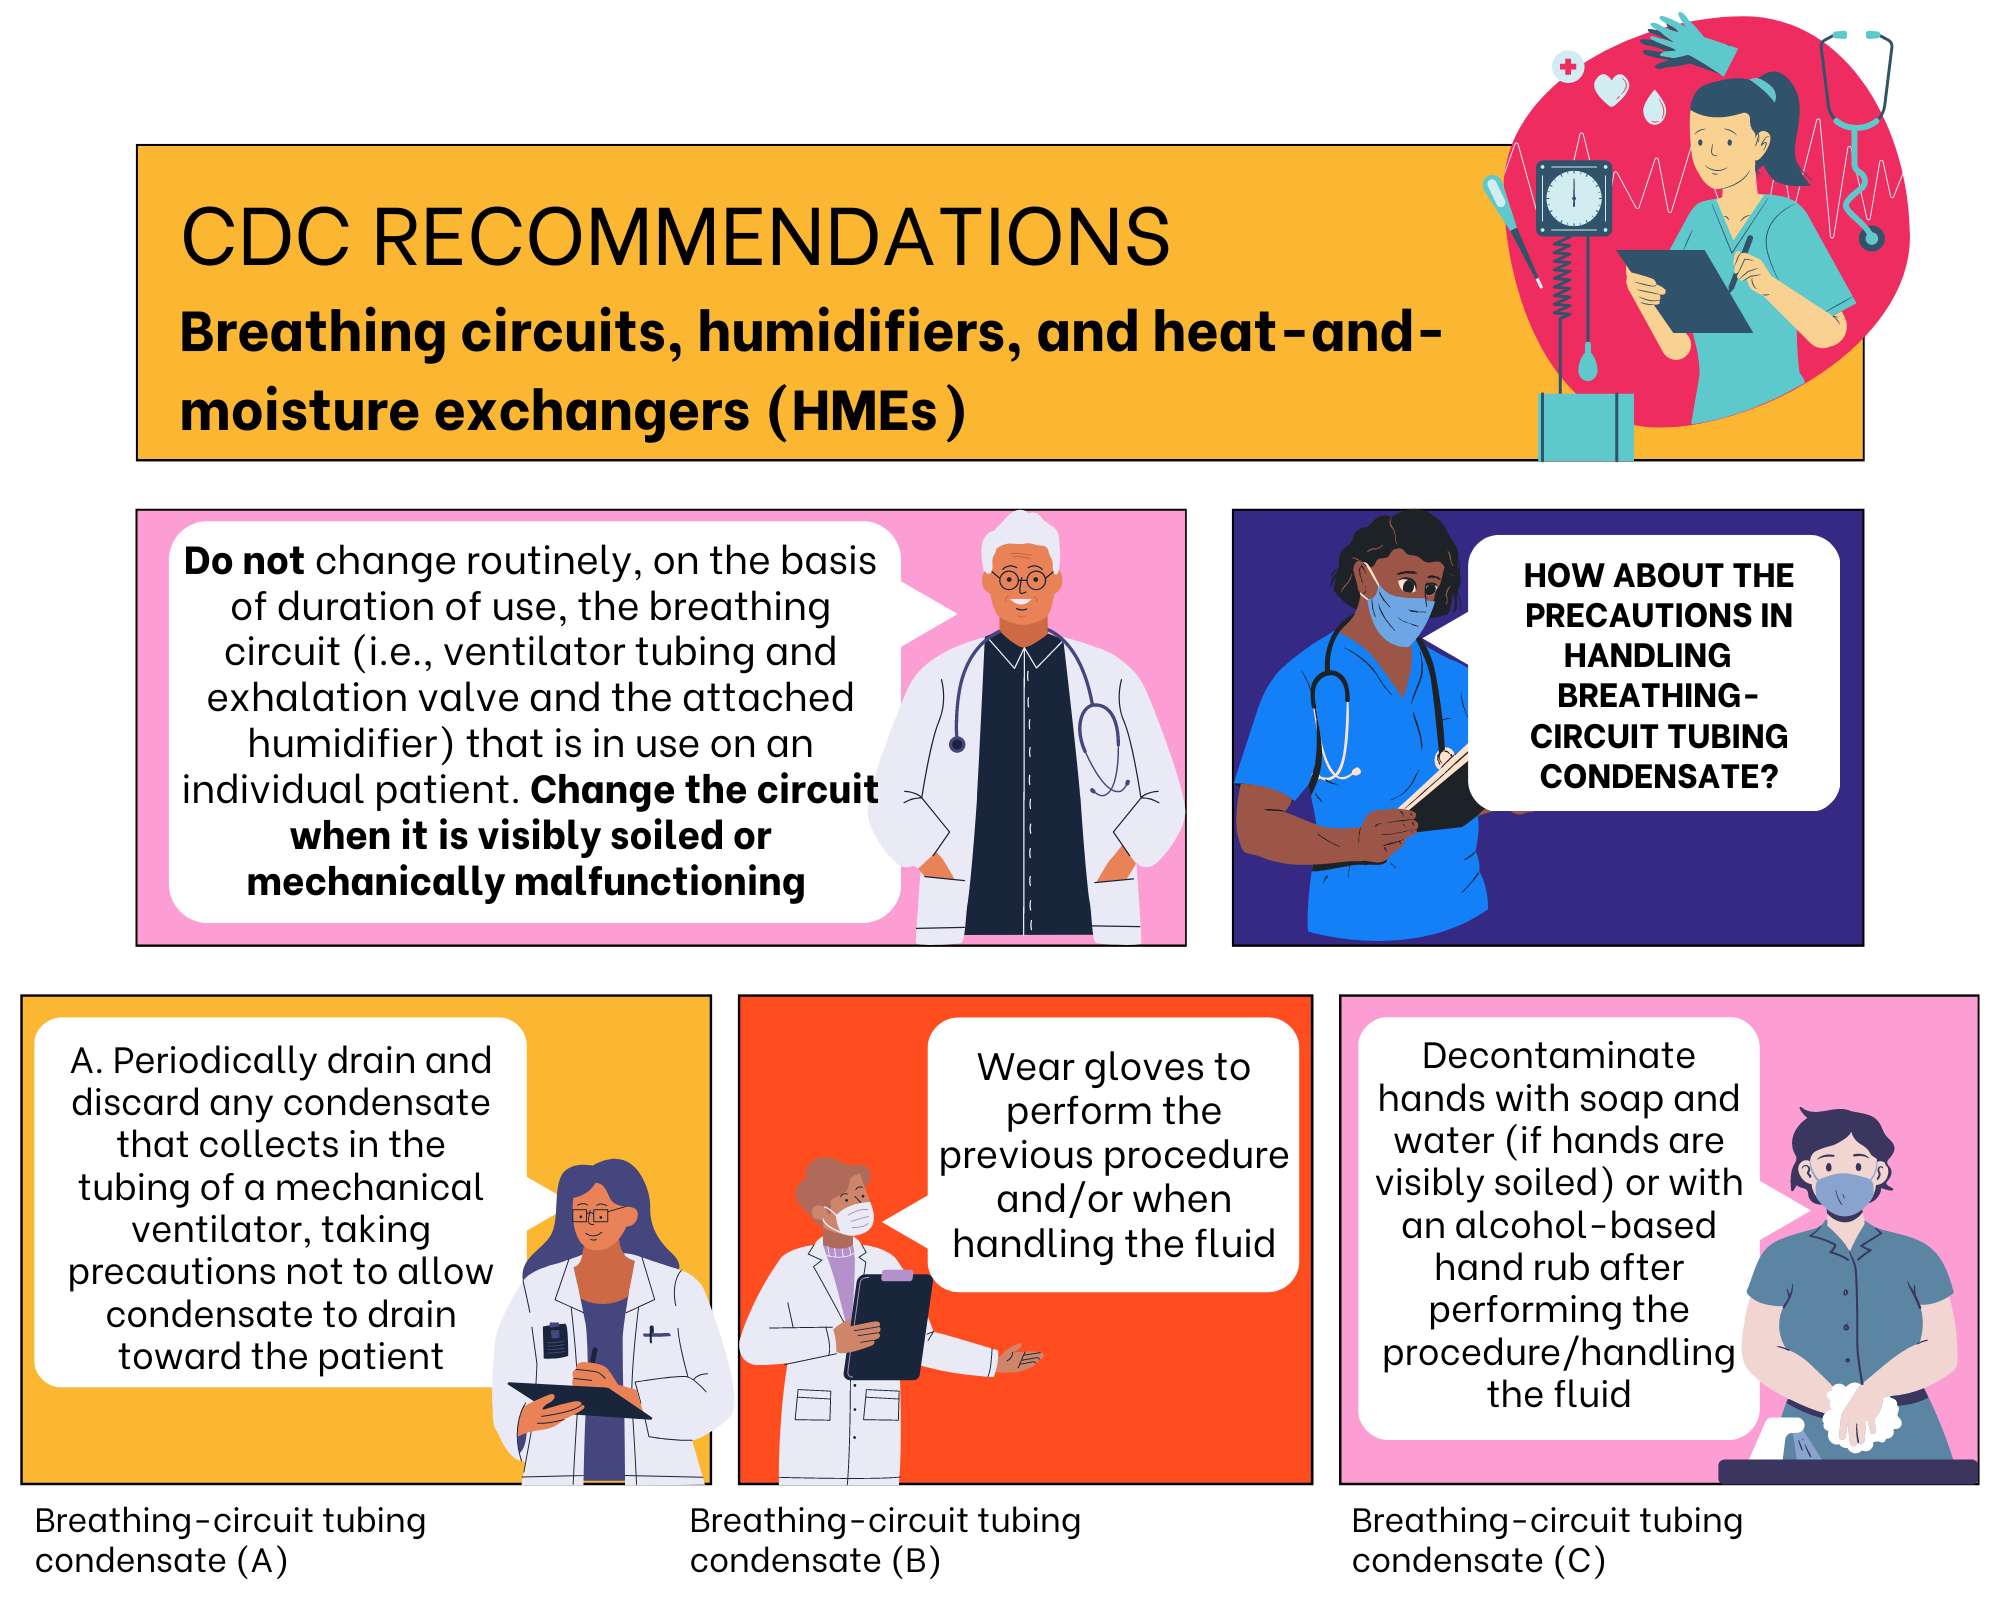 CDC RECOMMENDATIONS
Breathing circuits, humidifiers, and heat-and-
moisture exchangers (HMEs)
Do not change routinely, on the basis
of duration of use, the breathing
circuit (i.e., ventilator tubing and
exhalation valve and the attached
humidifier) that is in use on an
individual patient. Change the circuit
when it is visibly soiled or
mechanically malfunctioning
HOW ABOUT THE
PRECAUTIONS IN
HANDLING
BREATHING-
CIRCUIT TUBING
CONDENSATE?
A. Periodically drain and
discard any condensate
that collects in the
tubing of a mechanical
ventilator, taking
precautions not to allow
condensate to drain
toward the patient
Wear gloves to
perform the
previous procedure
and/or when
handling the fluid
Decontaminate
hands with soap and
water (if hands are
visibly soiled) or with
an alcohol-based
hand rub after
performing the
procedure/handling
the fluid
Breathing-circuit tubing
condensate (A)
Breathing-circuit tubing
condensate (B)
Breathing-circuit tubing
condensate (C)